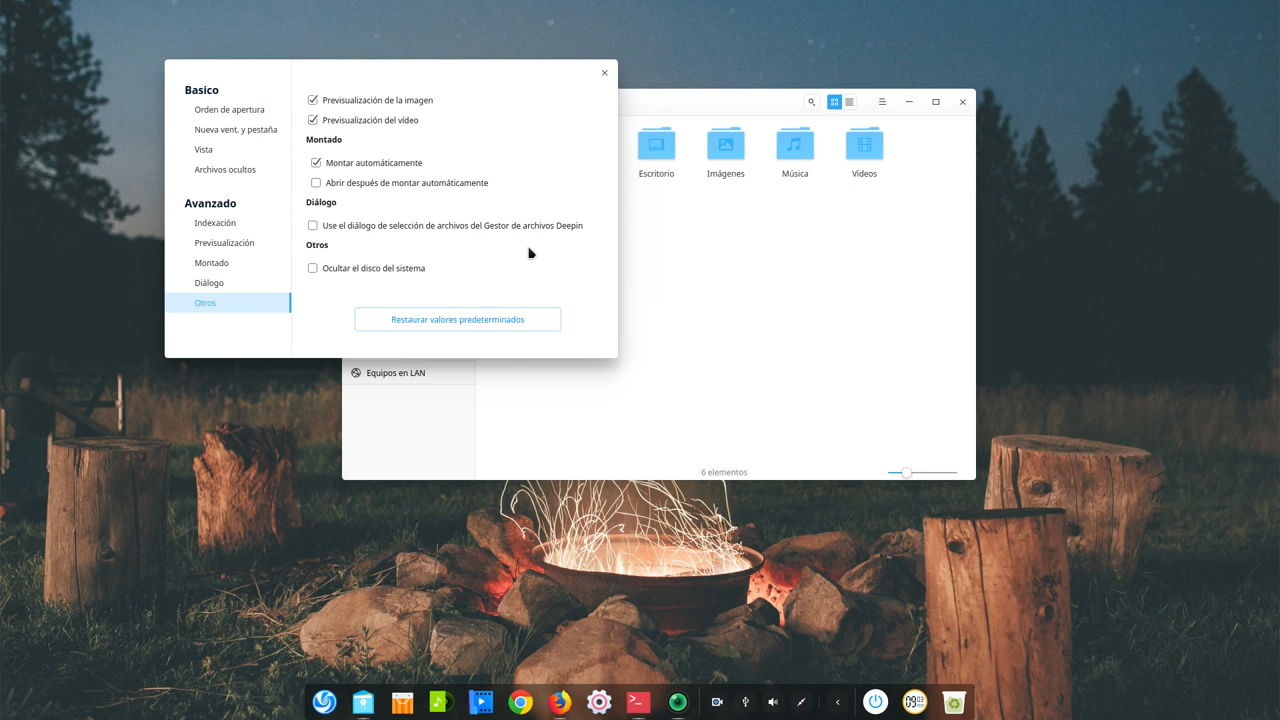 Basico
Orden de apertura
Nueva vent. y pestaña
Vista
Archivos ocultos
Avanzado
Indexación
Previsualización
Montado
Diálogo
Otros
Previsualización de la imagen
Previsualización del vídeo
Montado
Montar automáticamente
Abrir después de montar automáticamente
Diálogo
Use el diálogo de selección de archivos del Gestor de archivos Deepin
Otros
Ocultar el disco del sistema
Restaurar valores predeterminados
Escritorio
Imágenes
Música
Vídeos
Equipos en LAN
6 elementos